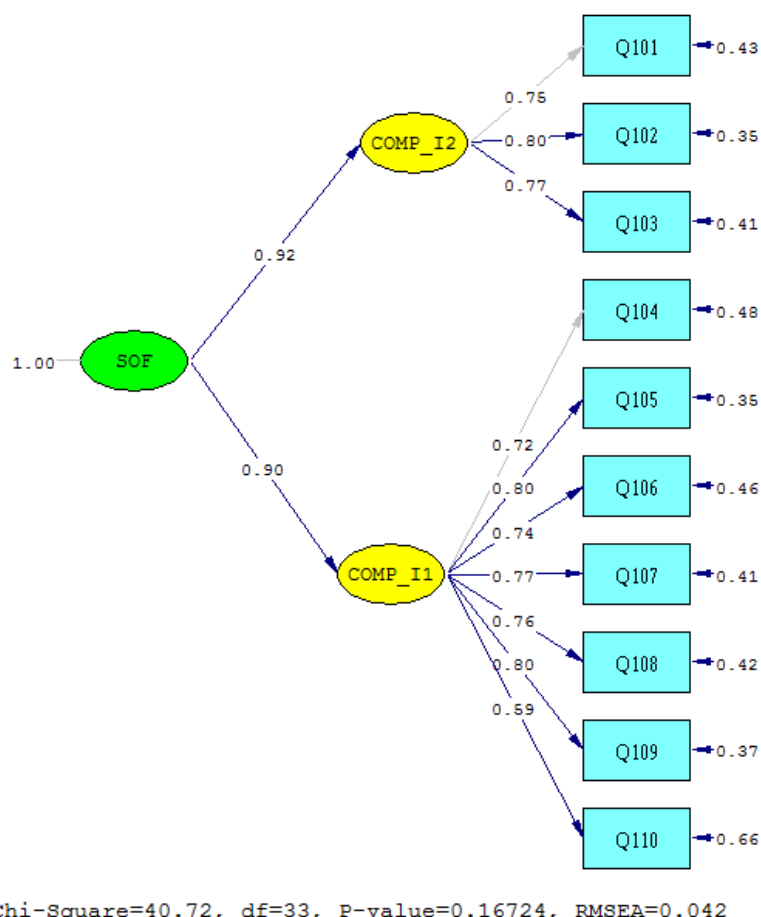 Q101
0.43
0.75
COMP_I2
0.80
Q102
0.35
0.77
Q103
0.41
0.92
Q104
0.48
1.00
SOF
Q105
0.35
0.72
0.90
0.80
Q106
0.46
0.74
COMP_I1
0.77
Q107
0.41
0.76
Q108
0.42
0.80
0.59
Q109
0.37
Q110
0.66
Chi-Square=40.72, df=33, P-value=0.16724, RMSEA=0.042